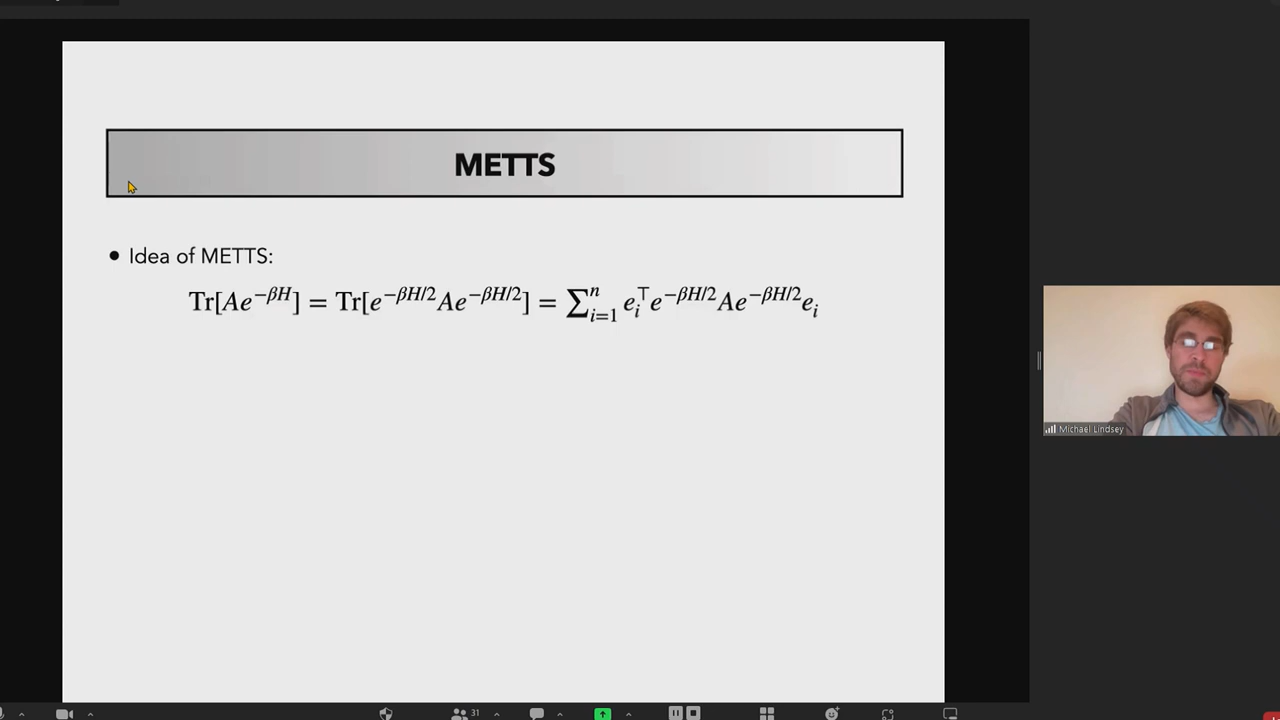 METTS
• Idea of METTS:
Tr[Ae^{−βH}] = Tr[e^{−βH/2}Ae^{−βH/2}] = ∑_{i=1}^{n} e_i^⊤ e^{−βH/2}Ae^{−βH/2}e_i
Michael Lindsey
31